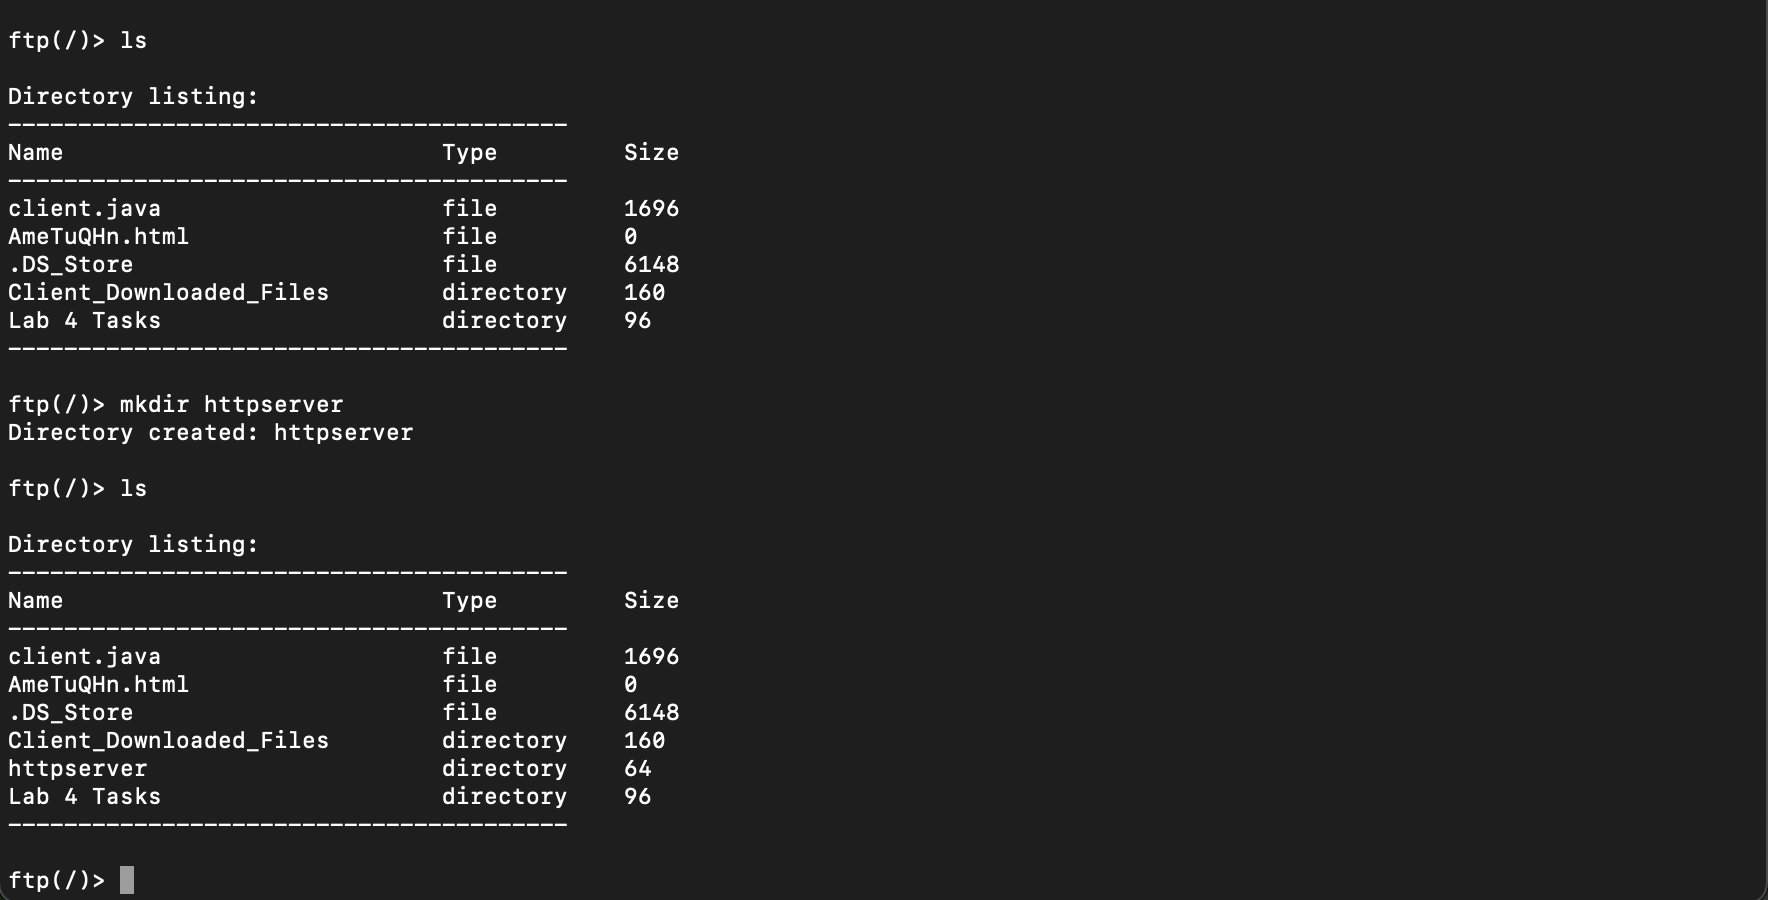 ftp(/)> ls
Directory listing:
----------------------------------------
Name Type Size
----------------------------------------
client.java file 1696
AmeTuQHn.html file 0
.DS_Store file 6148
Client_Downloaded_Files directory 160
Lab 4 Tasks directory 96
----------------------------------------
ftp(/)> mkdir httpserver
Directory created: httpserver
ftp(/)> ls
Directory listing:
----------------------------------------
Name Type Size
----------------------------------------
client.java file 1696
AmeTuQHn.html file 0
.DS_Store file 6148
Client_Downloaded_Files directory 160
httpserver directory 64
Lab 4 Tasks directory 96
----------------------------------------
ftp(/)>